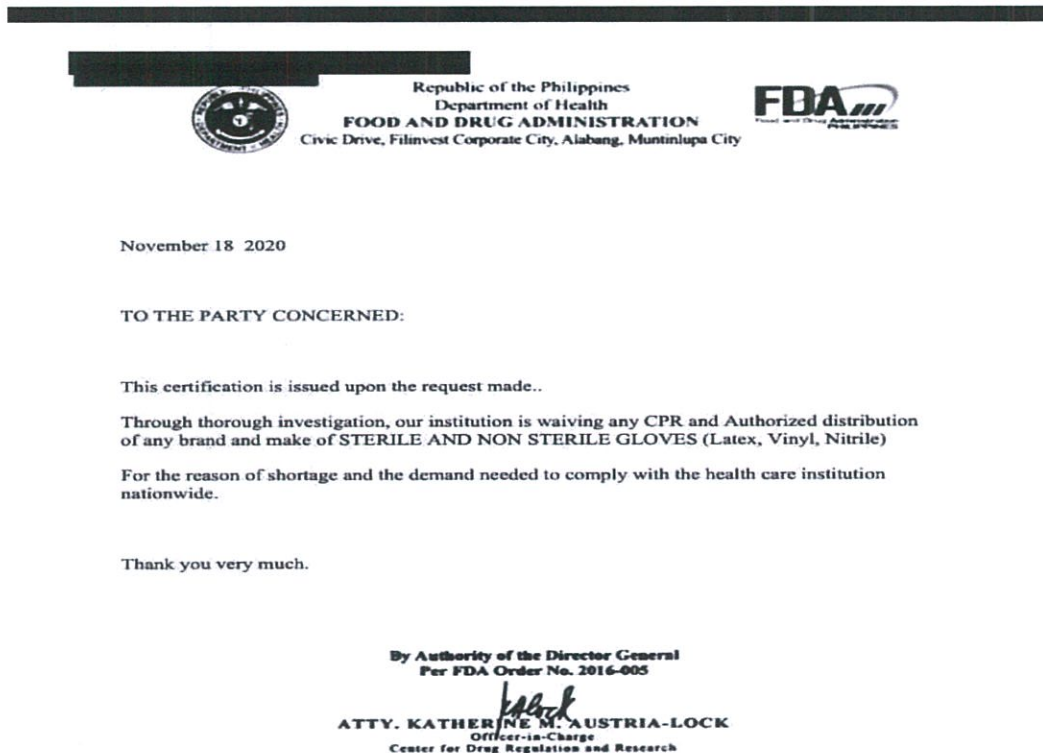 Republic of the Philippines
Department of Health
FOOD AND DRUG ADMINISTRATION
Civic Drive, Filinvest Corporate City, Alabang, Muntinlupa City
FDA
Food and Drug Administration
PHILIPPINES
November 18 2020
TO THE PARTY CONCERNED:
This certification is issued upon the request made..
Through thorough investigation, our institution is waiving any CPR and Authorized distribution
of any brand and make of STERILE AND NON STERILE GLOVES (Latex, Vinyl, Nitrile)
For the reason of shortage and the demand needed to comply with the health care institution
nationwide.
Thank you very much.
By Authority of the Director General
Per FDA Order No. 2016-005
ATTY. KATHERINE M. AUSTRIA-LOCK
Officer-in-Charge
Center for Drug Regulation and Research